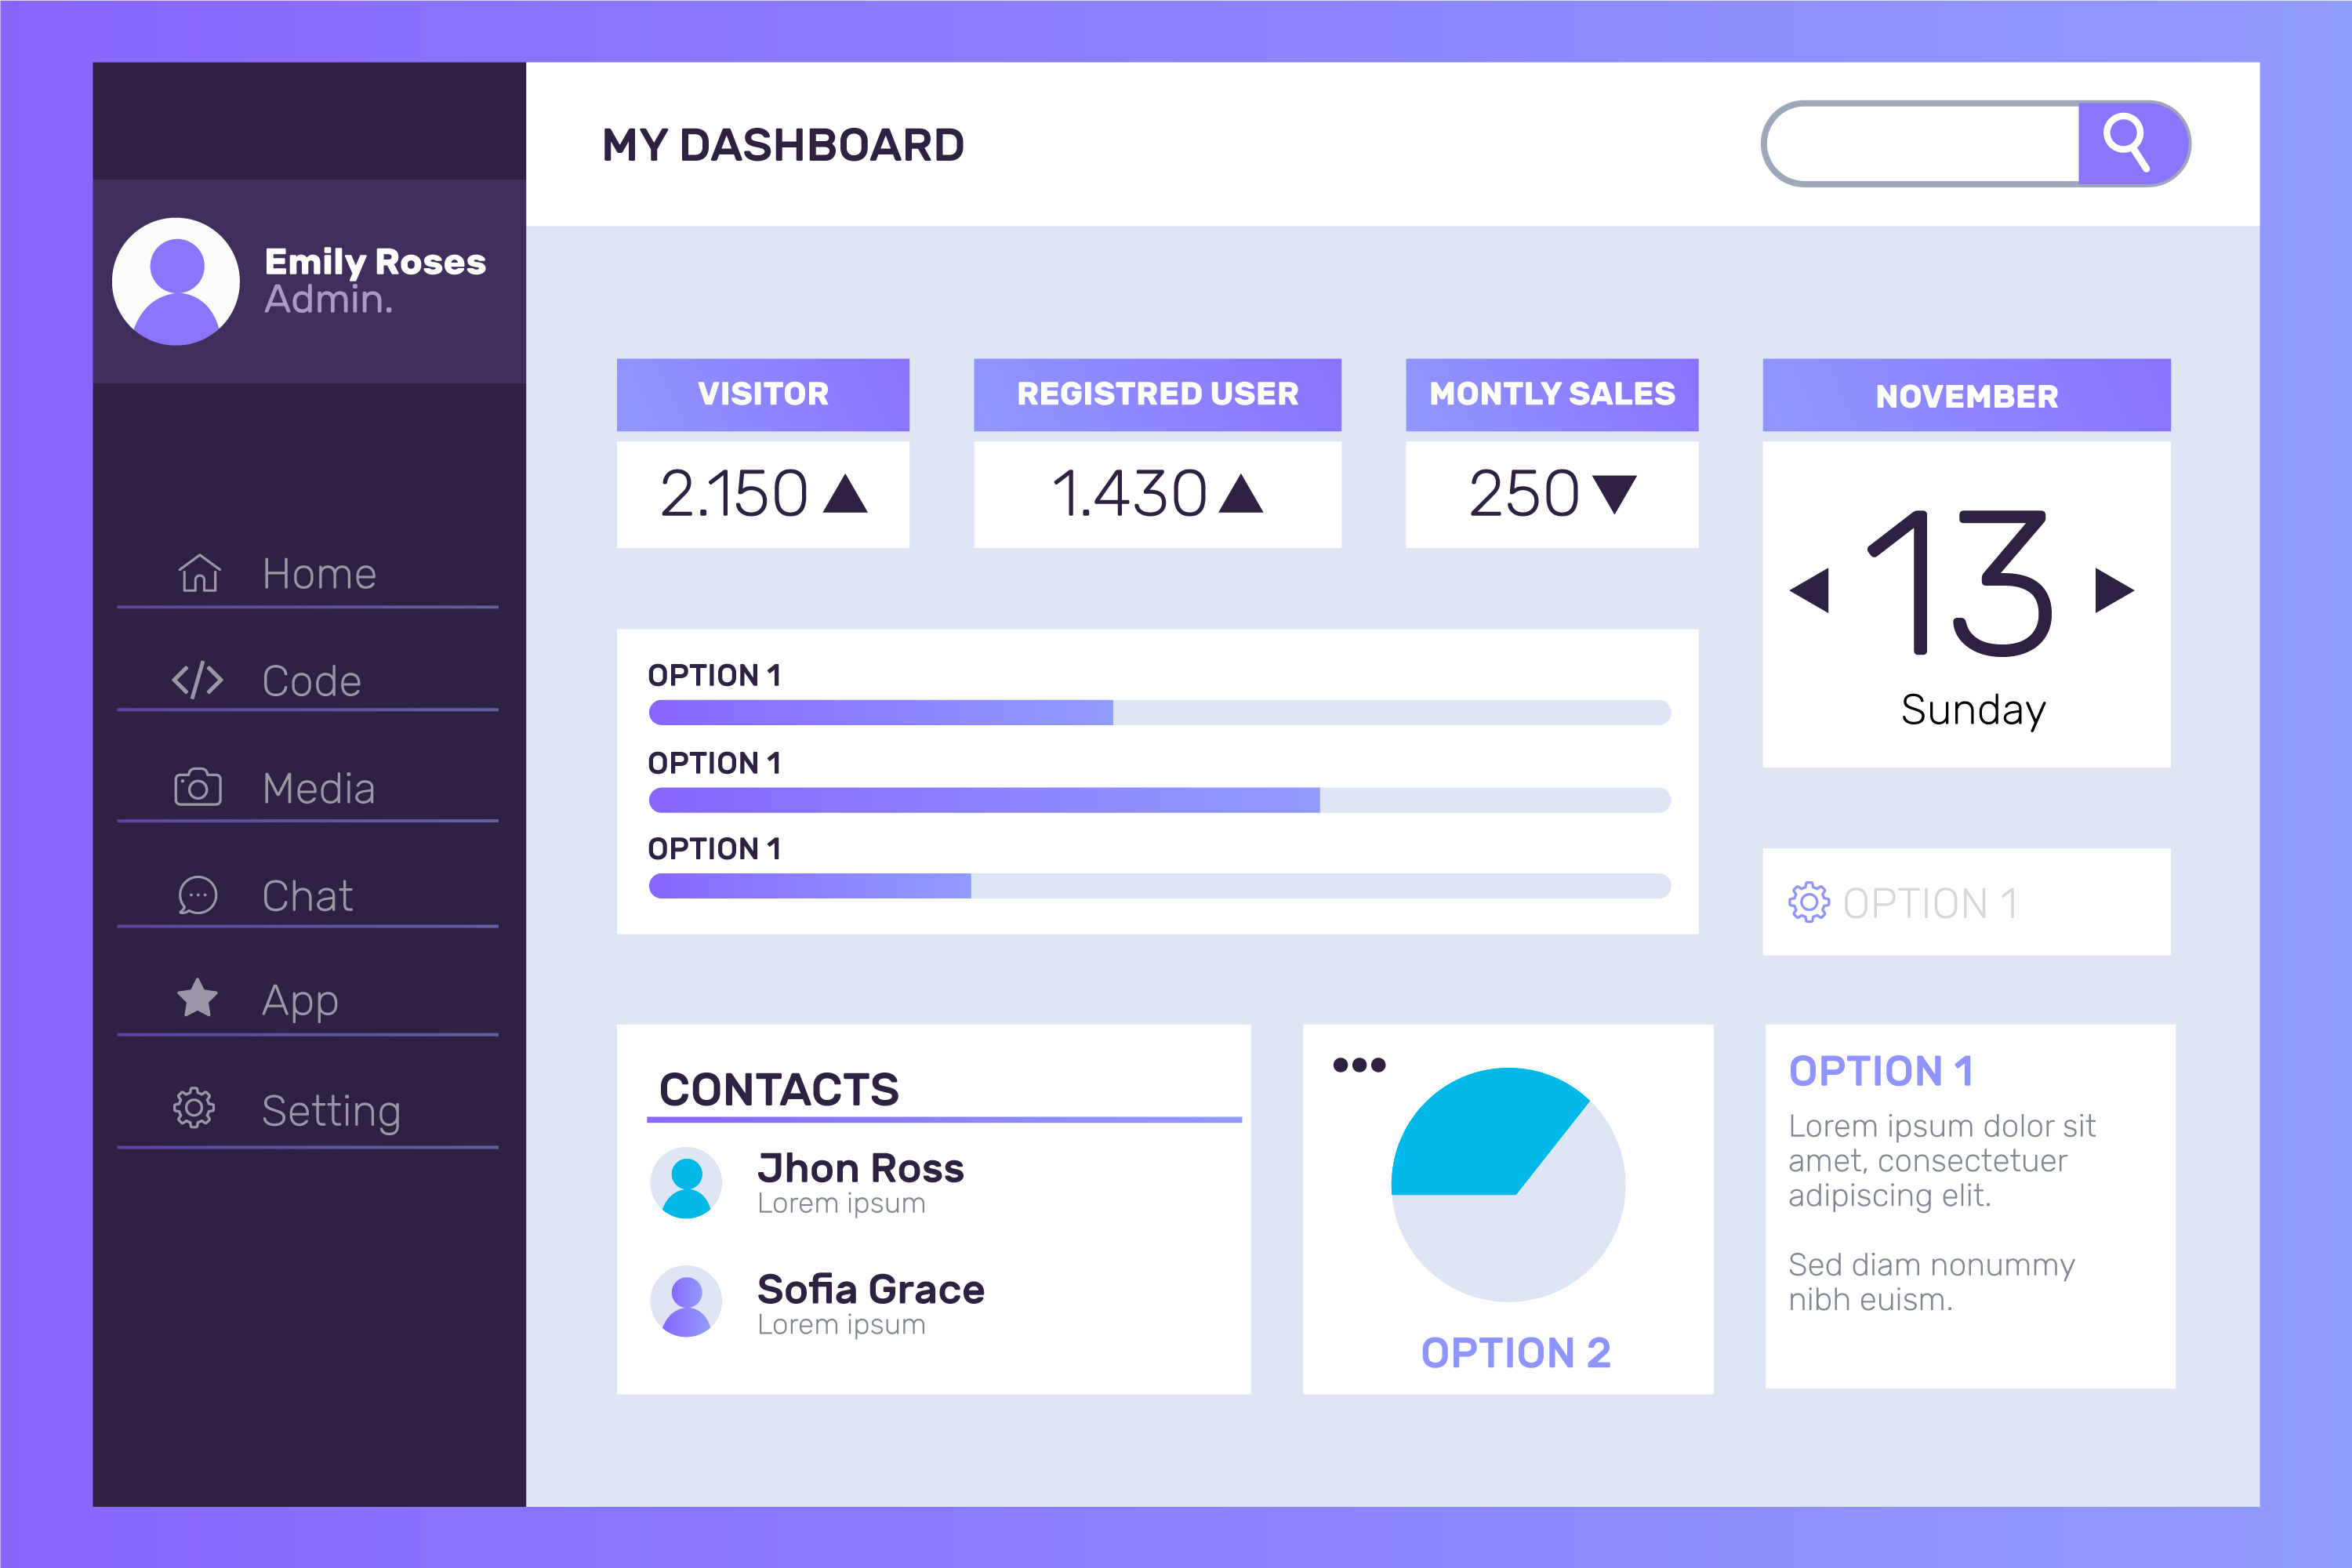 MY DASHBOARD
Emily Roses
Admin.
Home
Code
Media
Chat
App
Setting
VISITOR
2.150
REGISTRED USER
1.430
MONTLY SALES
250
NOVEMBER
13
Sunday
OPTION 1
OPTION 1
OPTION 1
OPTION 1
CONTACTS
Jhon Ross
Lorem ipsum
Sofia Grace
Lorem ipsum
OPTION 2
OPTION 1
Lorem ipsum dolor sit
amet, consectetuer
adipiscing elit.
Sed diam nonummy
nibh euism.